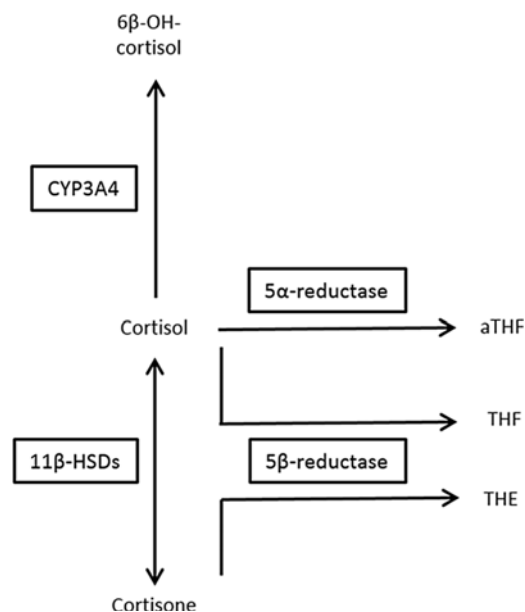 6β-OH-
cortisol
CYP3A4
5α-reductase
Cortisol
aTHF
THF
11β-HSDs
5β-reductase
THE
Cortisone